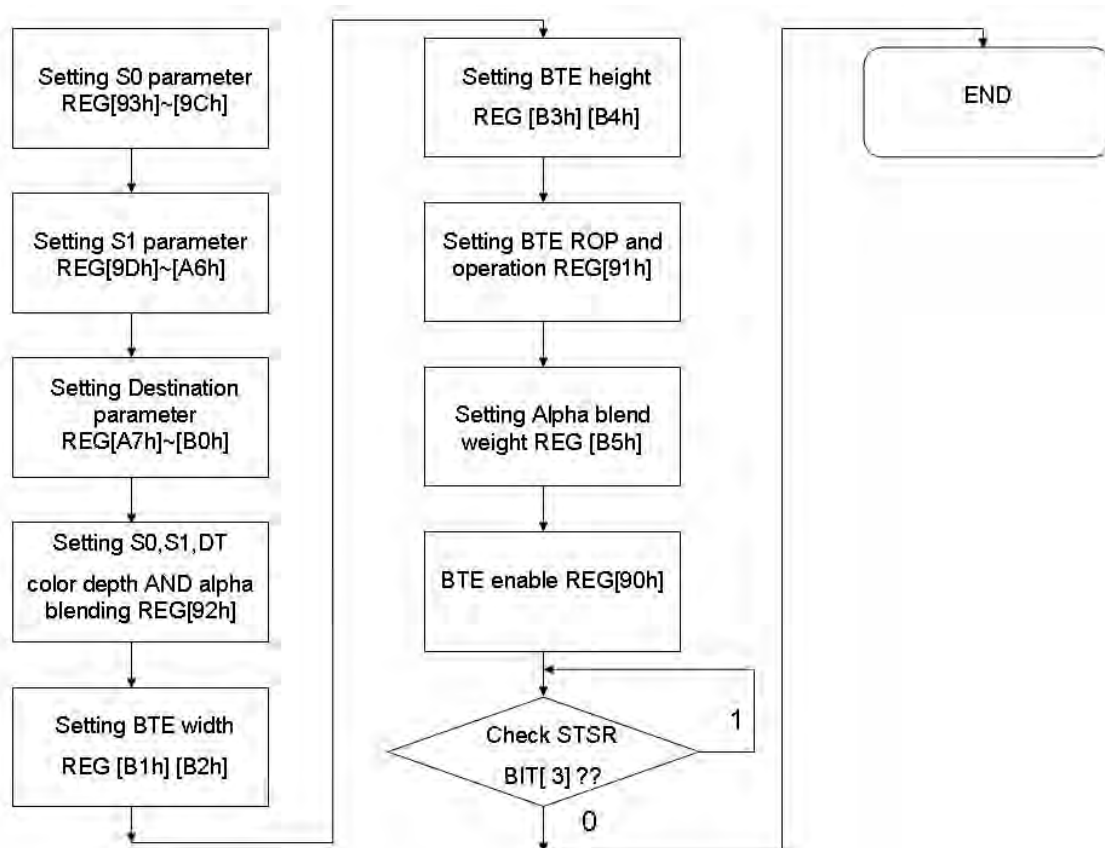 Setting S0 parameter
REG[93h]~[9Ch]
Setting S1 parameter
REG[9Dh]~[A6h]
Setting Destination
parameter
REG[A7h]~[B0h]
Setting S0,S1,DT
color depth AND alpha
blending REG[92h]
Setting BTE width
REG [B1h] [B2h]
Setting BTE height
REG [B3h] [B4h]
Setting BTE ROP and
operation REG[91h]
Setting Alpha blend
weight REG [B5h]
BTE enable REG[90h]
Check STSR
BIT[ 3] ??
1
0
END